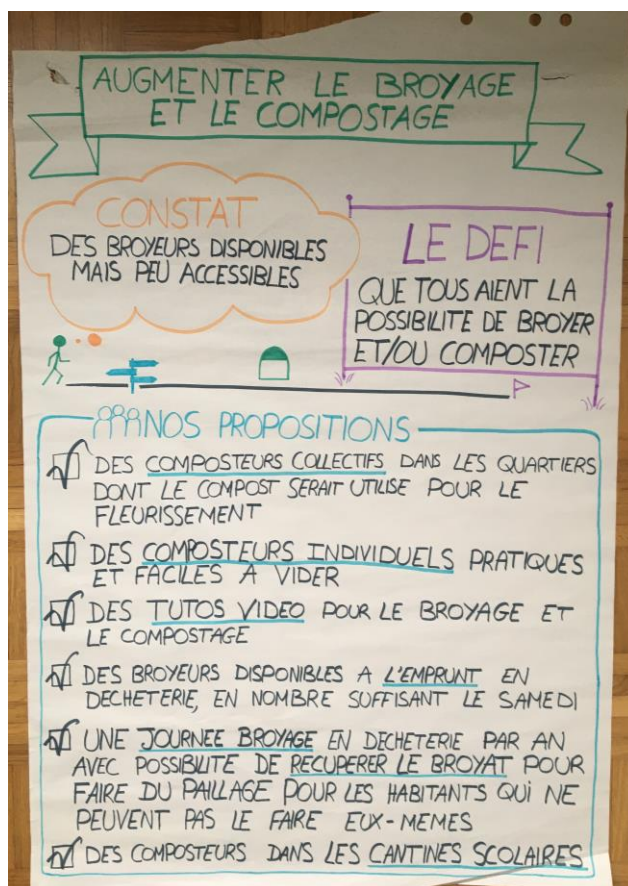 AUGMENTER LE BROYAGE
ET LE COMPOSTAGE
CONSTAT
DES BROYEURS DISPONIBLES
MAIS PEU ACCESSIBLES
LE DEFI
QUE TOUS AIENT LA
POSSIBILITE DE BROYER
ET/OU COMPOSTER
NOS PROPOSITIONS
DES COMPOSTEURS COLLECTIFS DANS LES QUARTIERS
DONT LE COMPOST SERAIT UTILISE POUR LE
FLEURISSEMENT
DES COMPOSTEURS INDIVIDUELS PRATIQUES
ET FACILES A VIDER
DES TUTOS VIDEO POUR LE BROYAGE ET
LE COMPOSTAGE
DES BROYEURS DISPONIBLES A L'EMPRUNT EN
DECHETERIE, EN NOMBRE SUFFISANT LE SAMEDI
UNE JOURNEE BROYAGE EN DECHETERIE PAR AN
AVEC POSSIBILITE DE RECUPERER LE BROYAT POUR
FAIRE DU PAILLAGE POUR LES HABITANTS QUI NE
PEUVENT PAS LE FAIRE EUX-MEMES
DES COMPOSTEURS DANS LES CANTINES SCOLAIRES